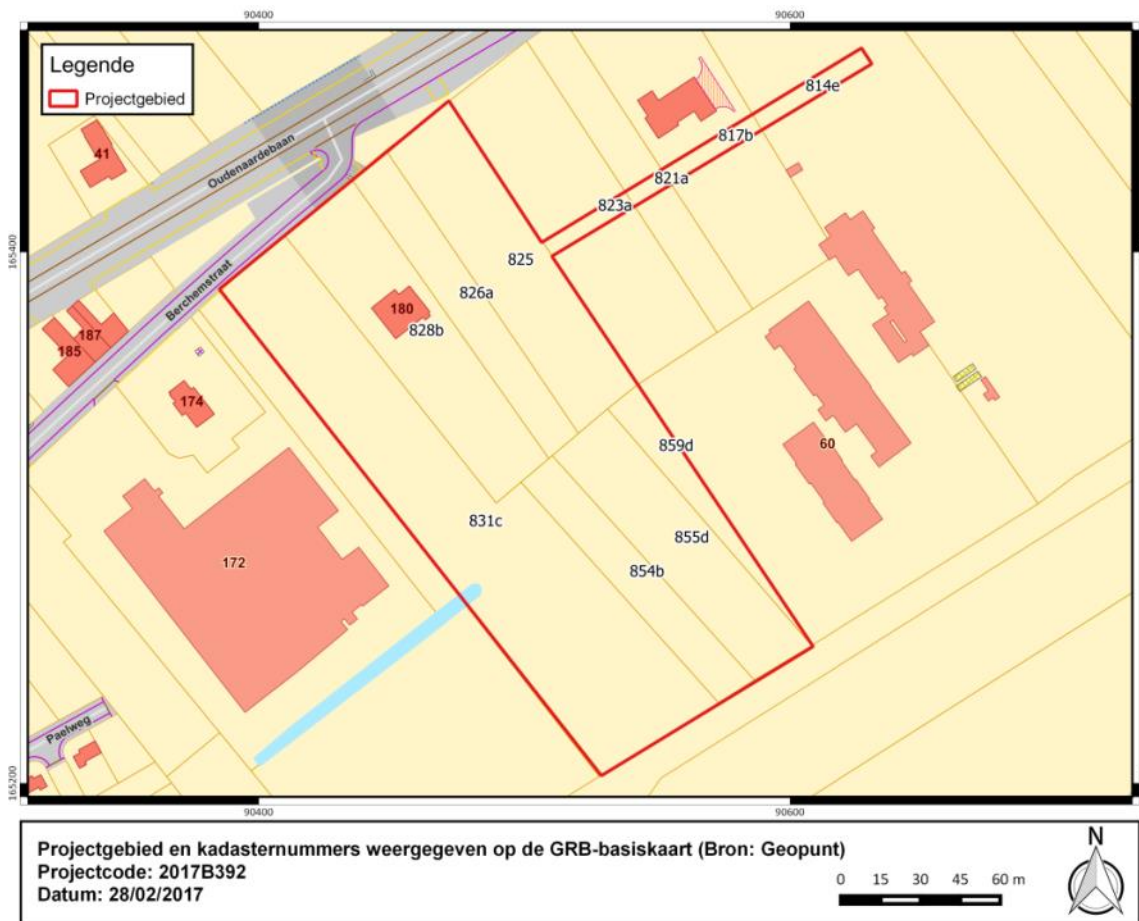 90400
90600
Legende
Projectgebied
814e
41
817b
Oudenaardebaan
821a
823a
165400
165400
825
Berchemstraat
826a
180
828b
187
185
174
859d
60
831c
855d
172
854b
Paelweg
165200
165200
90400
90600
Projectgebied en kadasternummers weergegeven op de GRB-basiskaart (Bron: Geopunt)
Projectcode: 2017B392
Datum: 28/02/2017
0 15 30 45 60 m
N